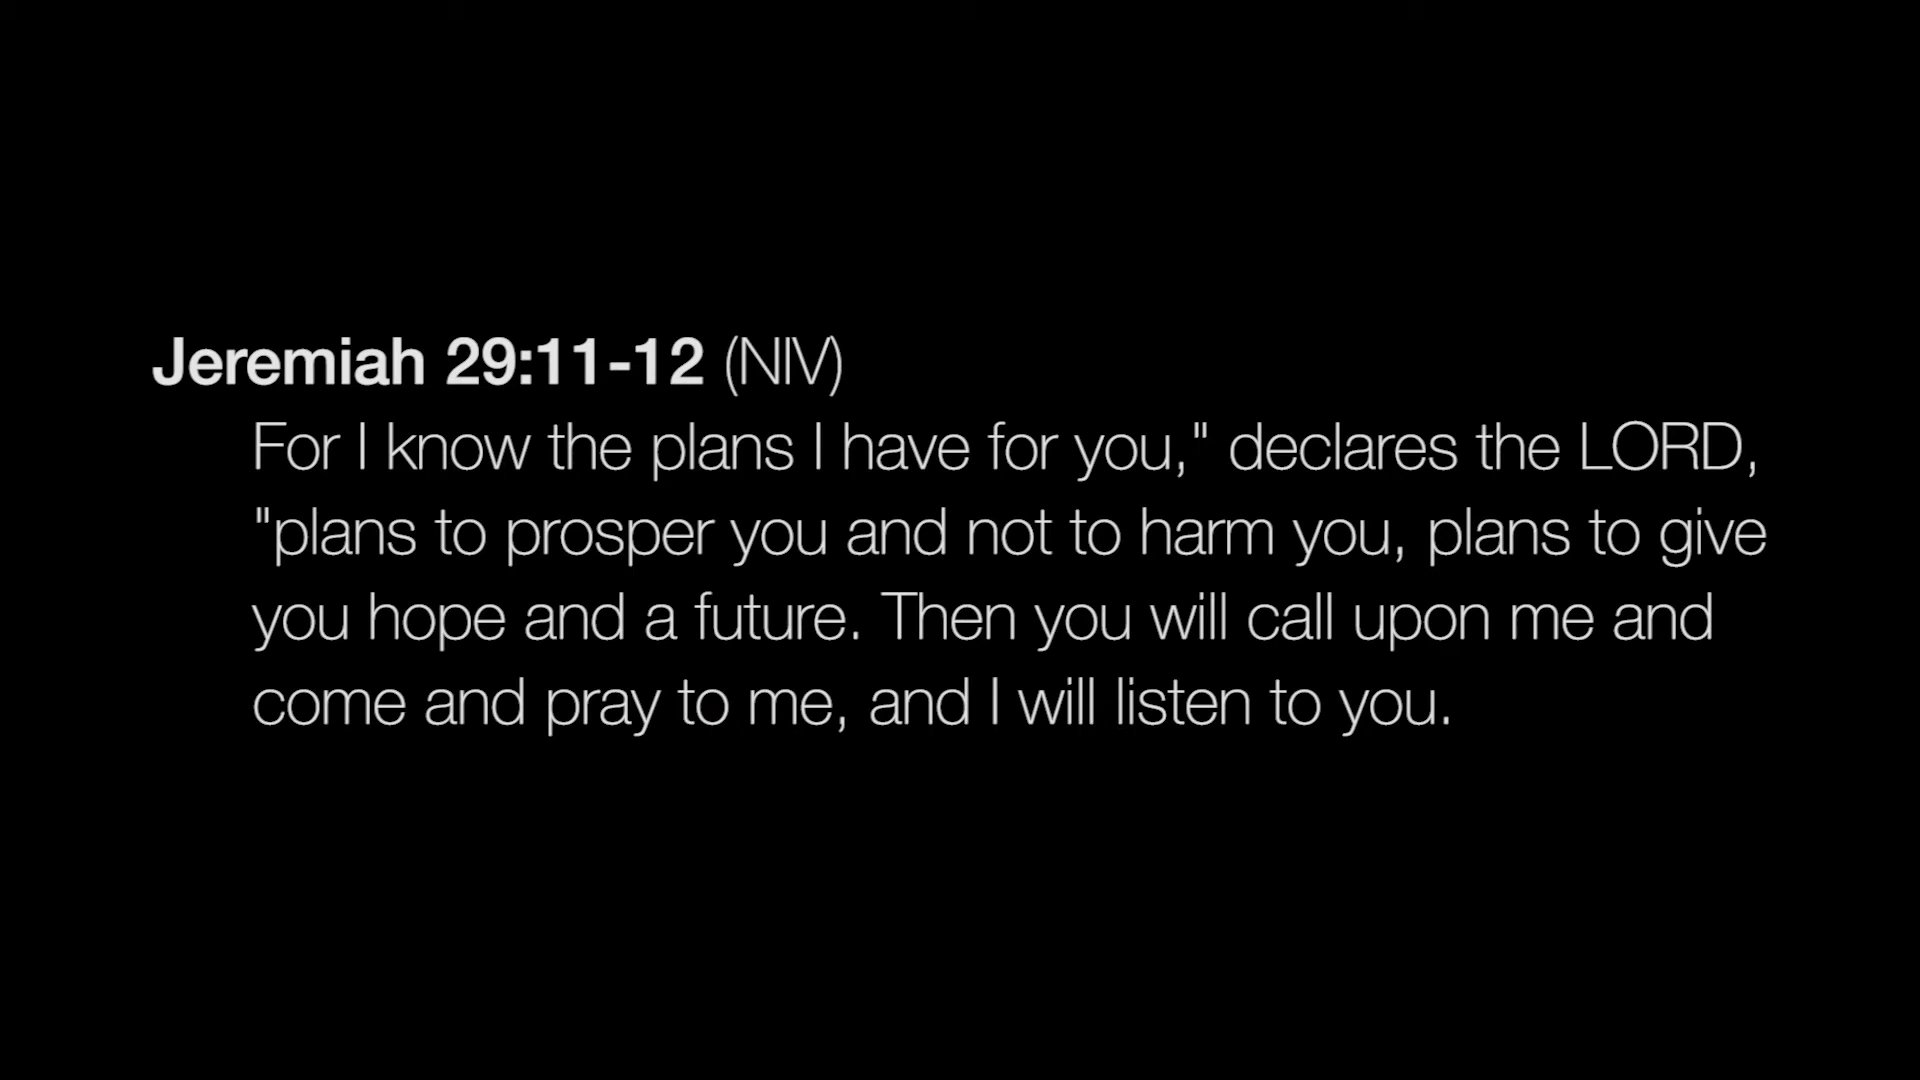 Jeremiah 29:11-12 (NIV)
For I know the plans I have for you," declares the LORD,
"plans to prosper you and not to harm you, plans to give
you hope and a future. Then you will call upon me and
come and pray to me, and I will listen to you.